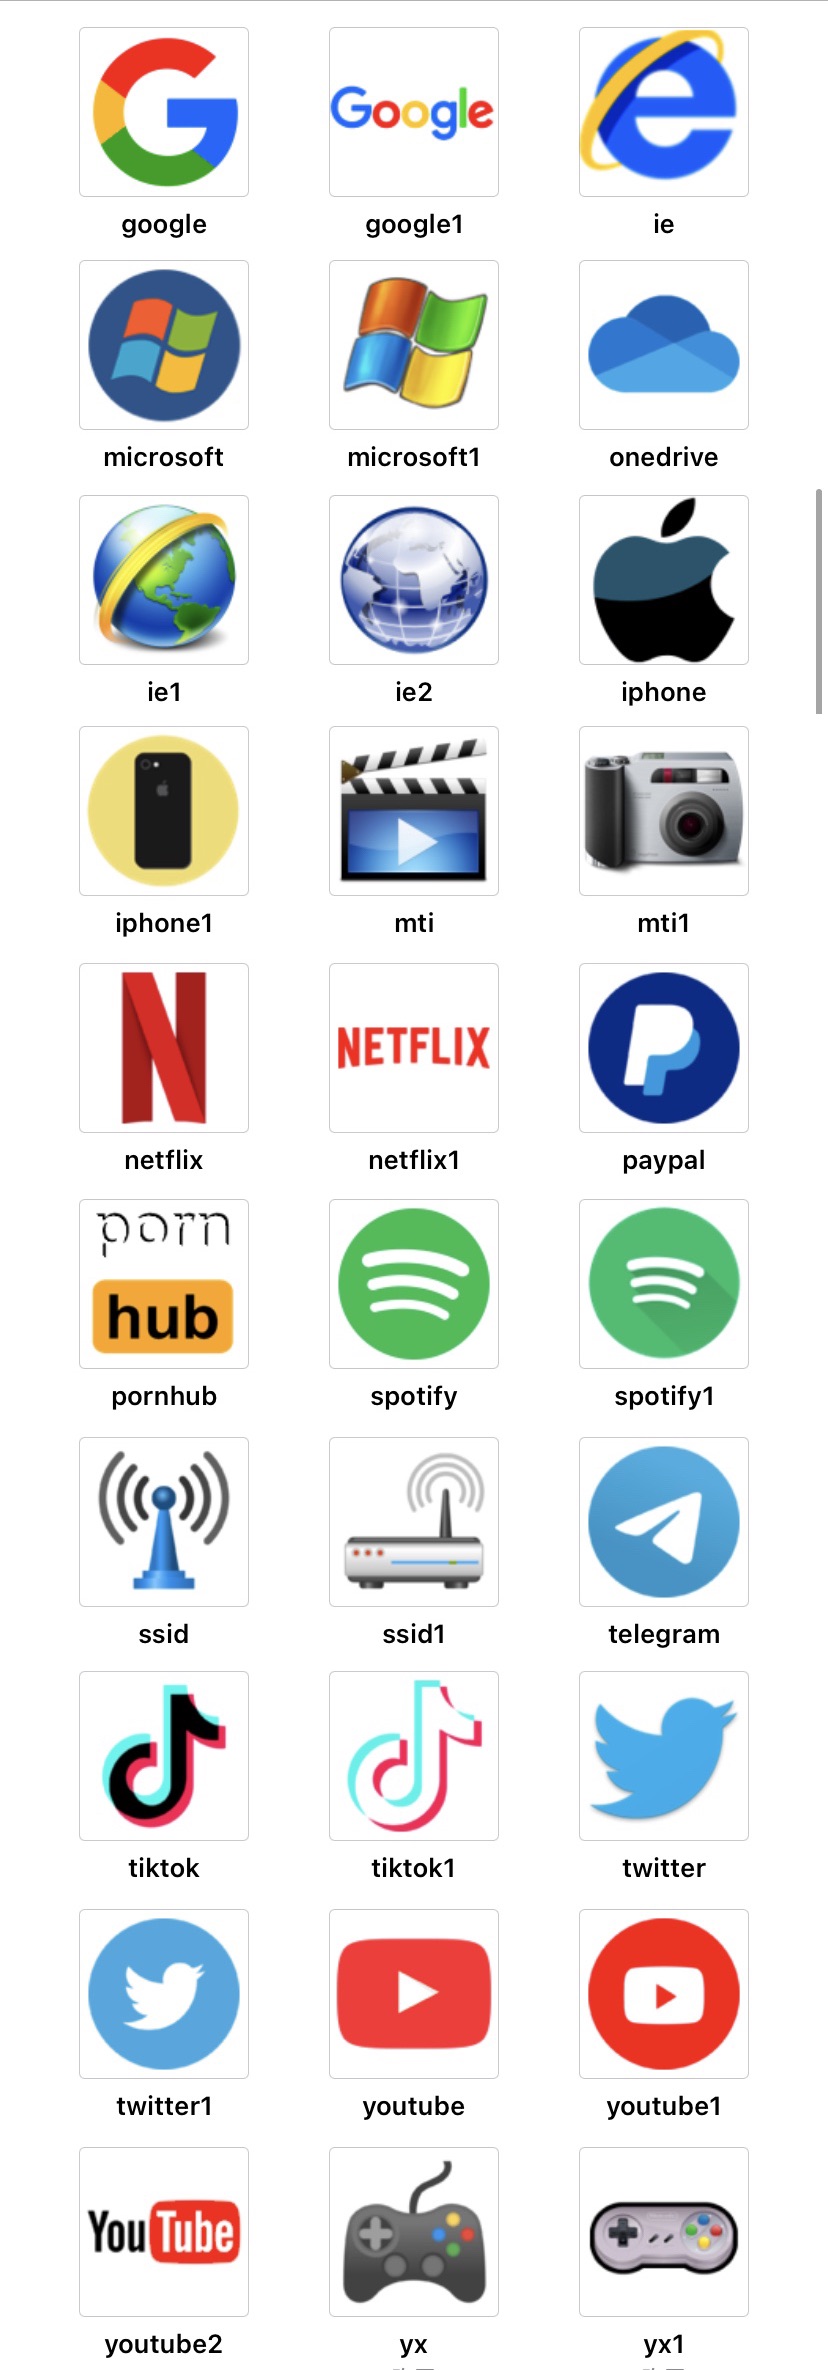 Google
google
google1
ie
microsoft
microsoft1
onedrive
ie1
ie2
iphone
iphone1
mti
mti1
NETFLIX
netflix
netflix1
paypal
porn
hub
pornhub
spotify
spotify1
ssid
ssid1
telegram
tiktok
tiktok1
twitter
twitter1
youtube
youtube1
YouTube
youtube2
yx
yx1